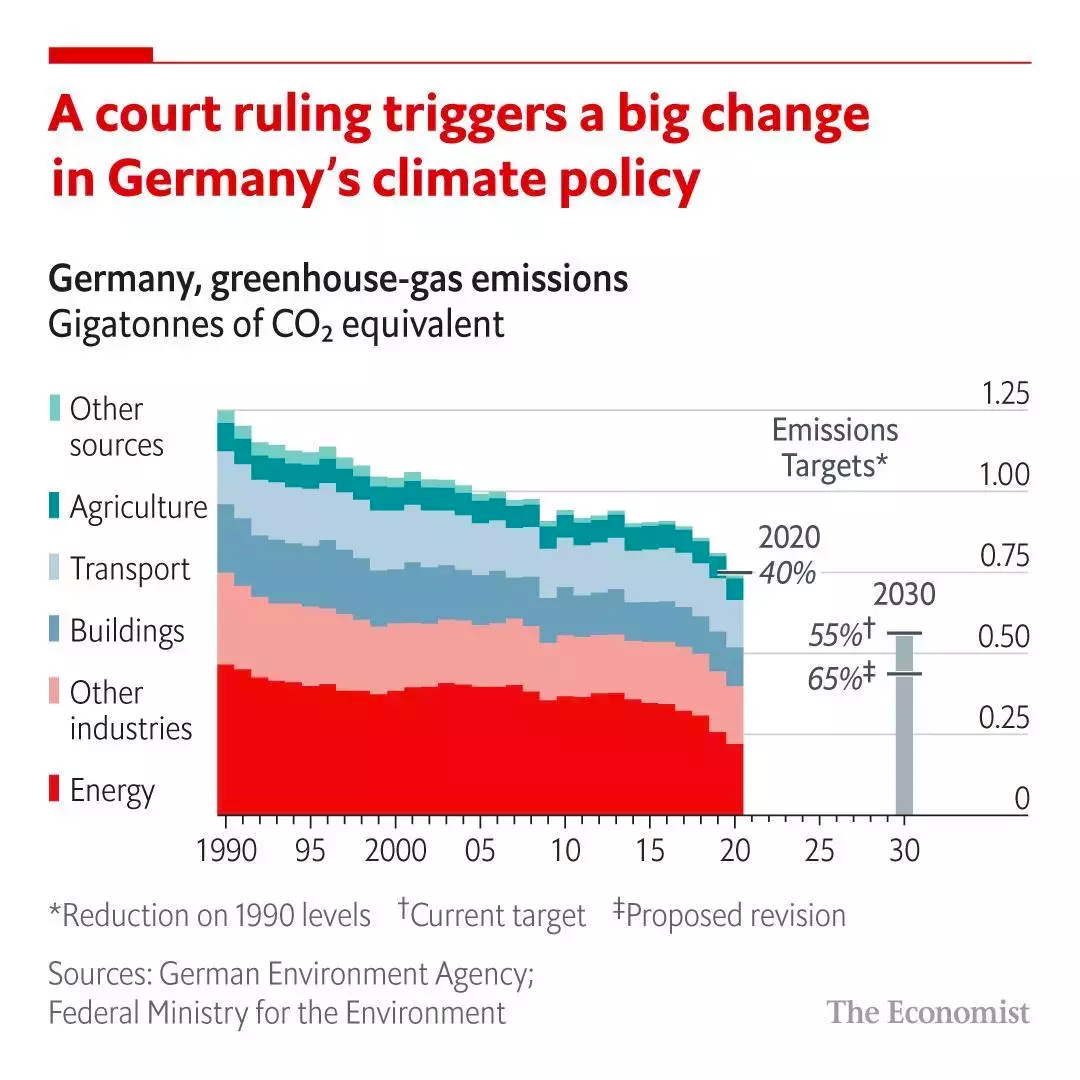 A court ruling triggers a big change
in Germany’s climate policy
Germany, greenhouse-gas emissions
Gigatonnes of CO₂ equivalent
Other
sources
Agriculture
Transport
Buildings
Other
industries
Energy
1.25
Emissions
Targets*
1.00
2020
40%
0.75
2030
55%†
0.50
65%‡
0.25
0
1990 95 2000 05 10 15 20 25 30
*Reduction on 1990 levels †Current target ‡Proposed revision
Sources: German Environment Agency;
Federal Ministry for the Environment
The Economist